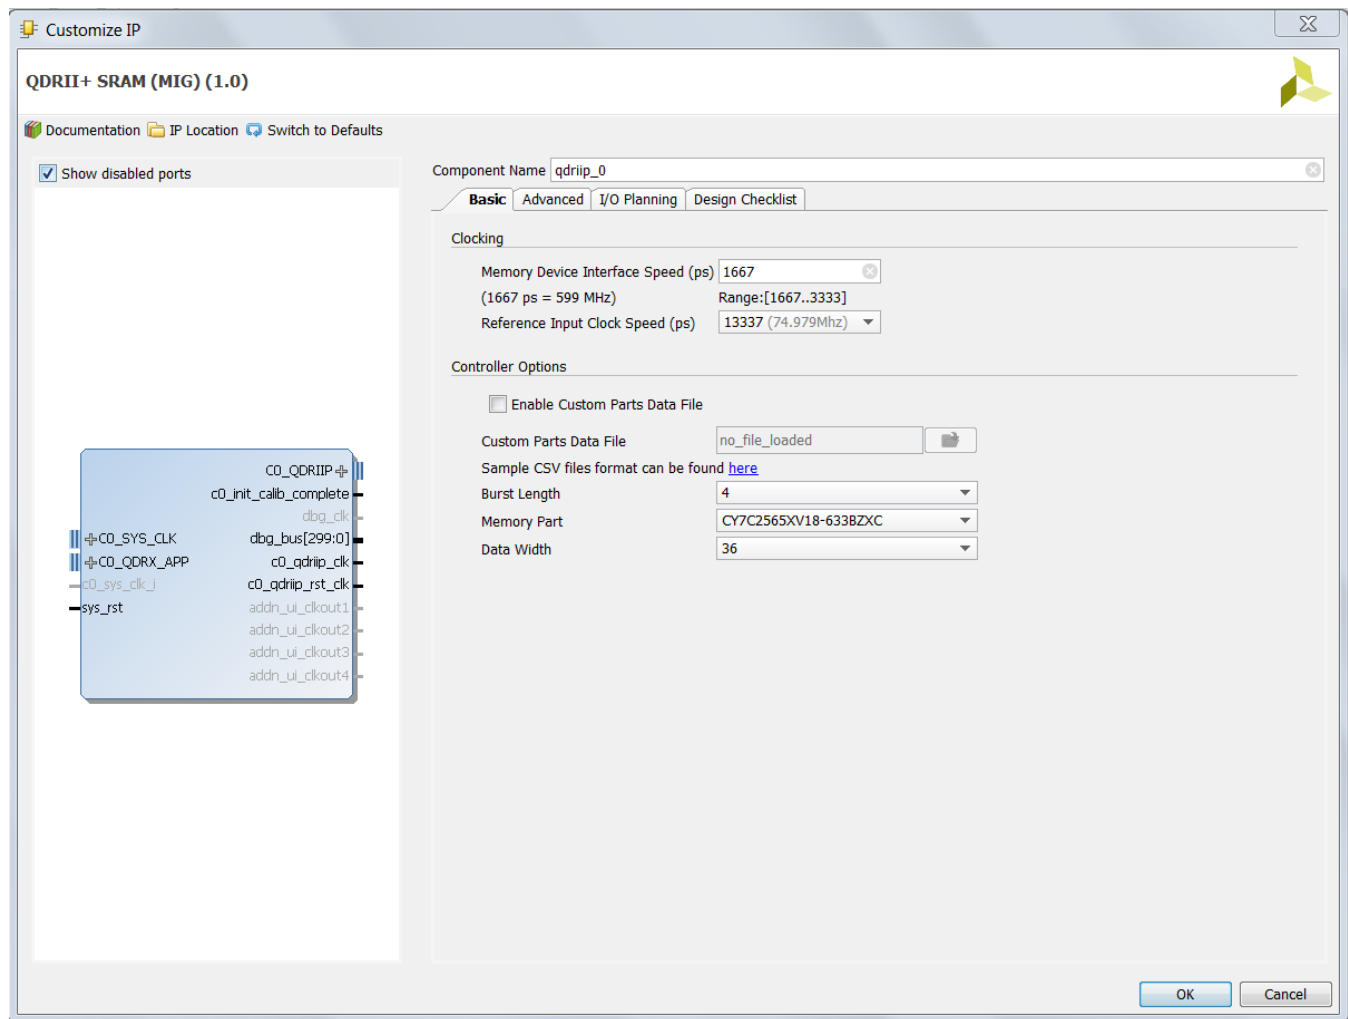 Customize IP
QDRII+ SRAM (MIG) (1.0)
Documentation IP Location Switch to Defaults
Show disabled ports
C0_QDRIIP
c0_init_calib_complete
dbg_clk
C0_SYS_CLK dbg_bus[299:0]
C0_QDRX_APP c0_qdriip_clk
c0_sys_clk_i c0_qdriip_rst_clk
sys_rst addn_ui_clkout1
addn_ui_clkout2
addn_ui_clkout3
addn_ui_clkout4
Component Name qdriip_0
Basic Advanced I/O Planning Design Checklist
Clocking
Memory Device Interface Speed (ps) 1667
(1667 ps = 599 MHz) Range:[1667..3333]
Reference Input Clock Speed (ps) 13337 (74.979Mhz)
Controller Options
Enable Custom Parts Data File
Custom Parts Data File no_file_loaded
Sample CSV files format can be found here
Burst Length 4
Memory Part CY7C2565XV18-633BZXC
Data Width 36
OK Cancel